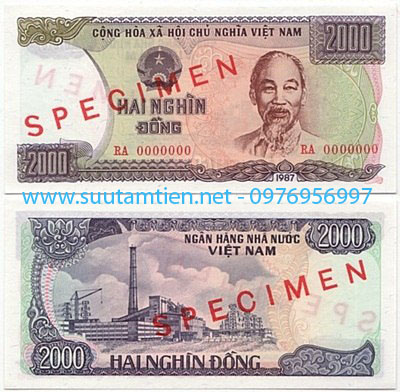 CỘNG HÒA XÃ HỘI CHỦ NGHĨA VIỆT NAM
2000
SPECIMEN
HAI NGHÌN
ĐỒNG
RA 0000000
RA 0000000
2000
1987
www.suutamtien.net - 0976956997
NGÂN HÀNG NHÀ NƯỚC
VIỆT NAM
2000
SPECIMEN
2000
HAI NGHÌN ĐỒNG